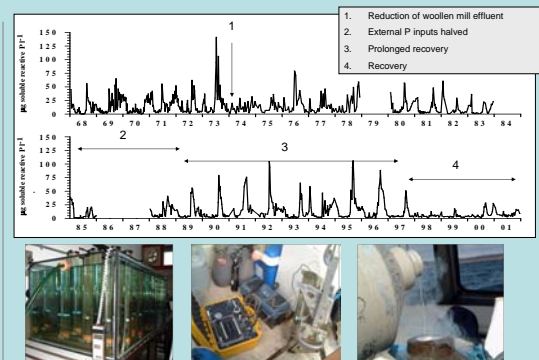 1. Reduction of woollen mill effluent
2. External P inputs halved
3. Prolonged recovery
4. Recovery
1
µg soluble reactive P l-1
150
125
100
75
50
25
0
68 69 70 71 72 73 74 75 76 77 78 79 80 81 82 83 84
2
3
4
µg soluble reactive P l-1
150
125
100
75
50
25
0
85 86 87 88 89 90 91 92 93 94 95 96 97 98 99 00 01